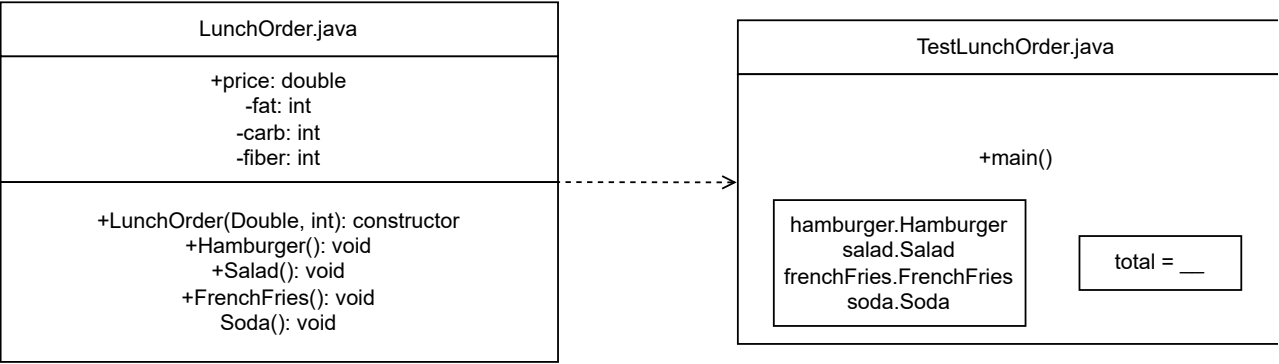 LunchOrder.java
+price: double
-fat: int
-carb: int
-fiber: int
+LunchOrder(Double, int): constructor
+Hamburger(): void
+Salad(): void
+FrenchFries(): void
Soda(): void
TestLunchOrder.java
+main()
hamburger.Hamburger
salad.Salad
frenchFries.FrenchFries
soda.Soda
total = __